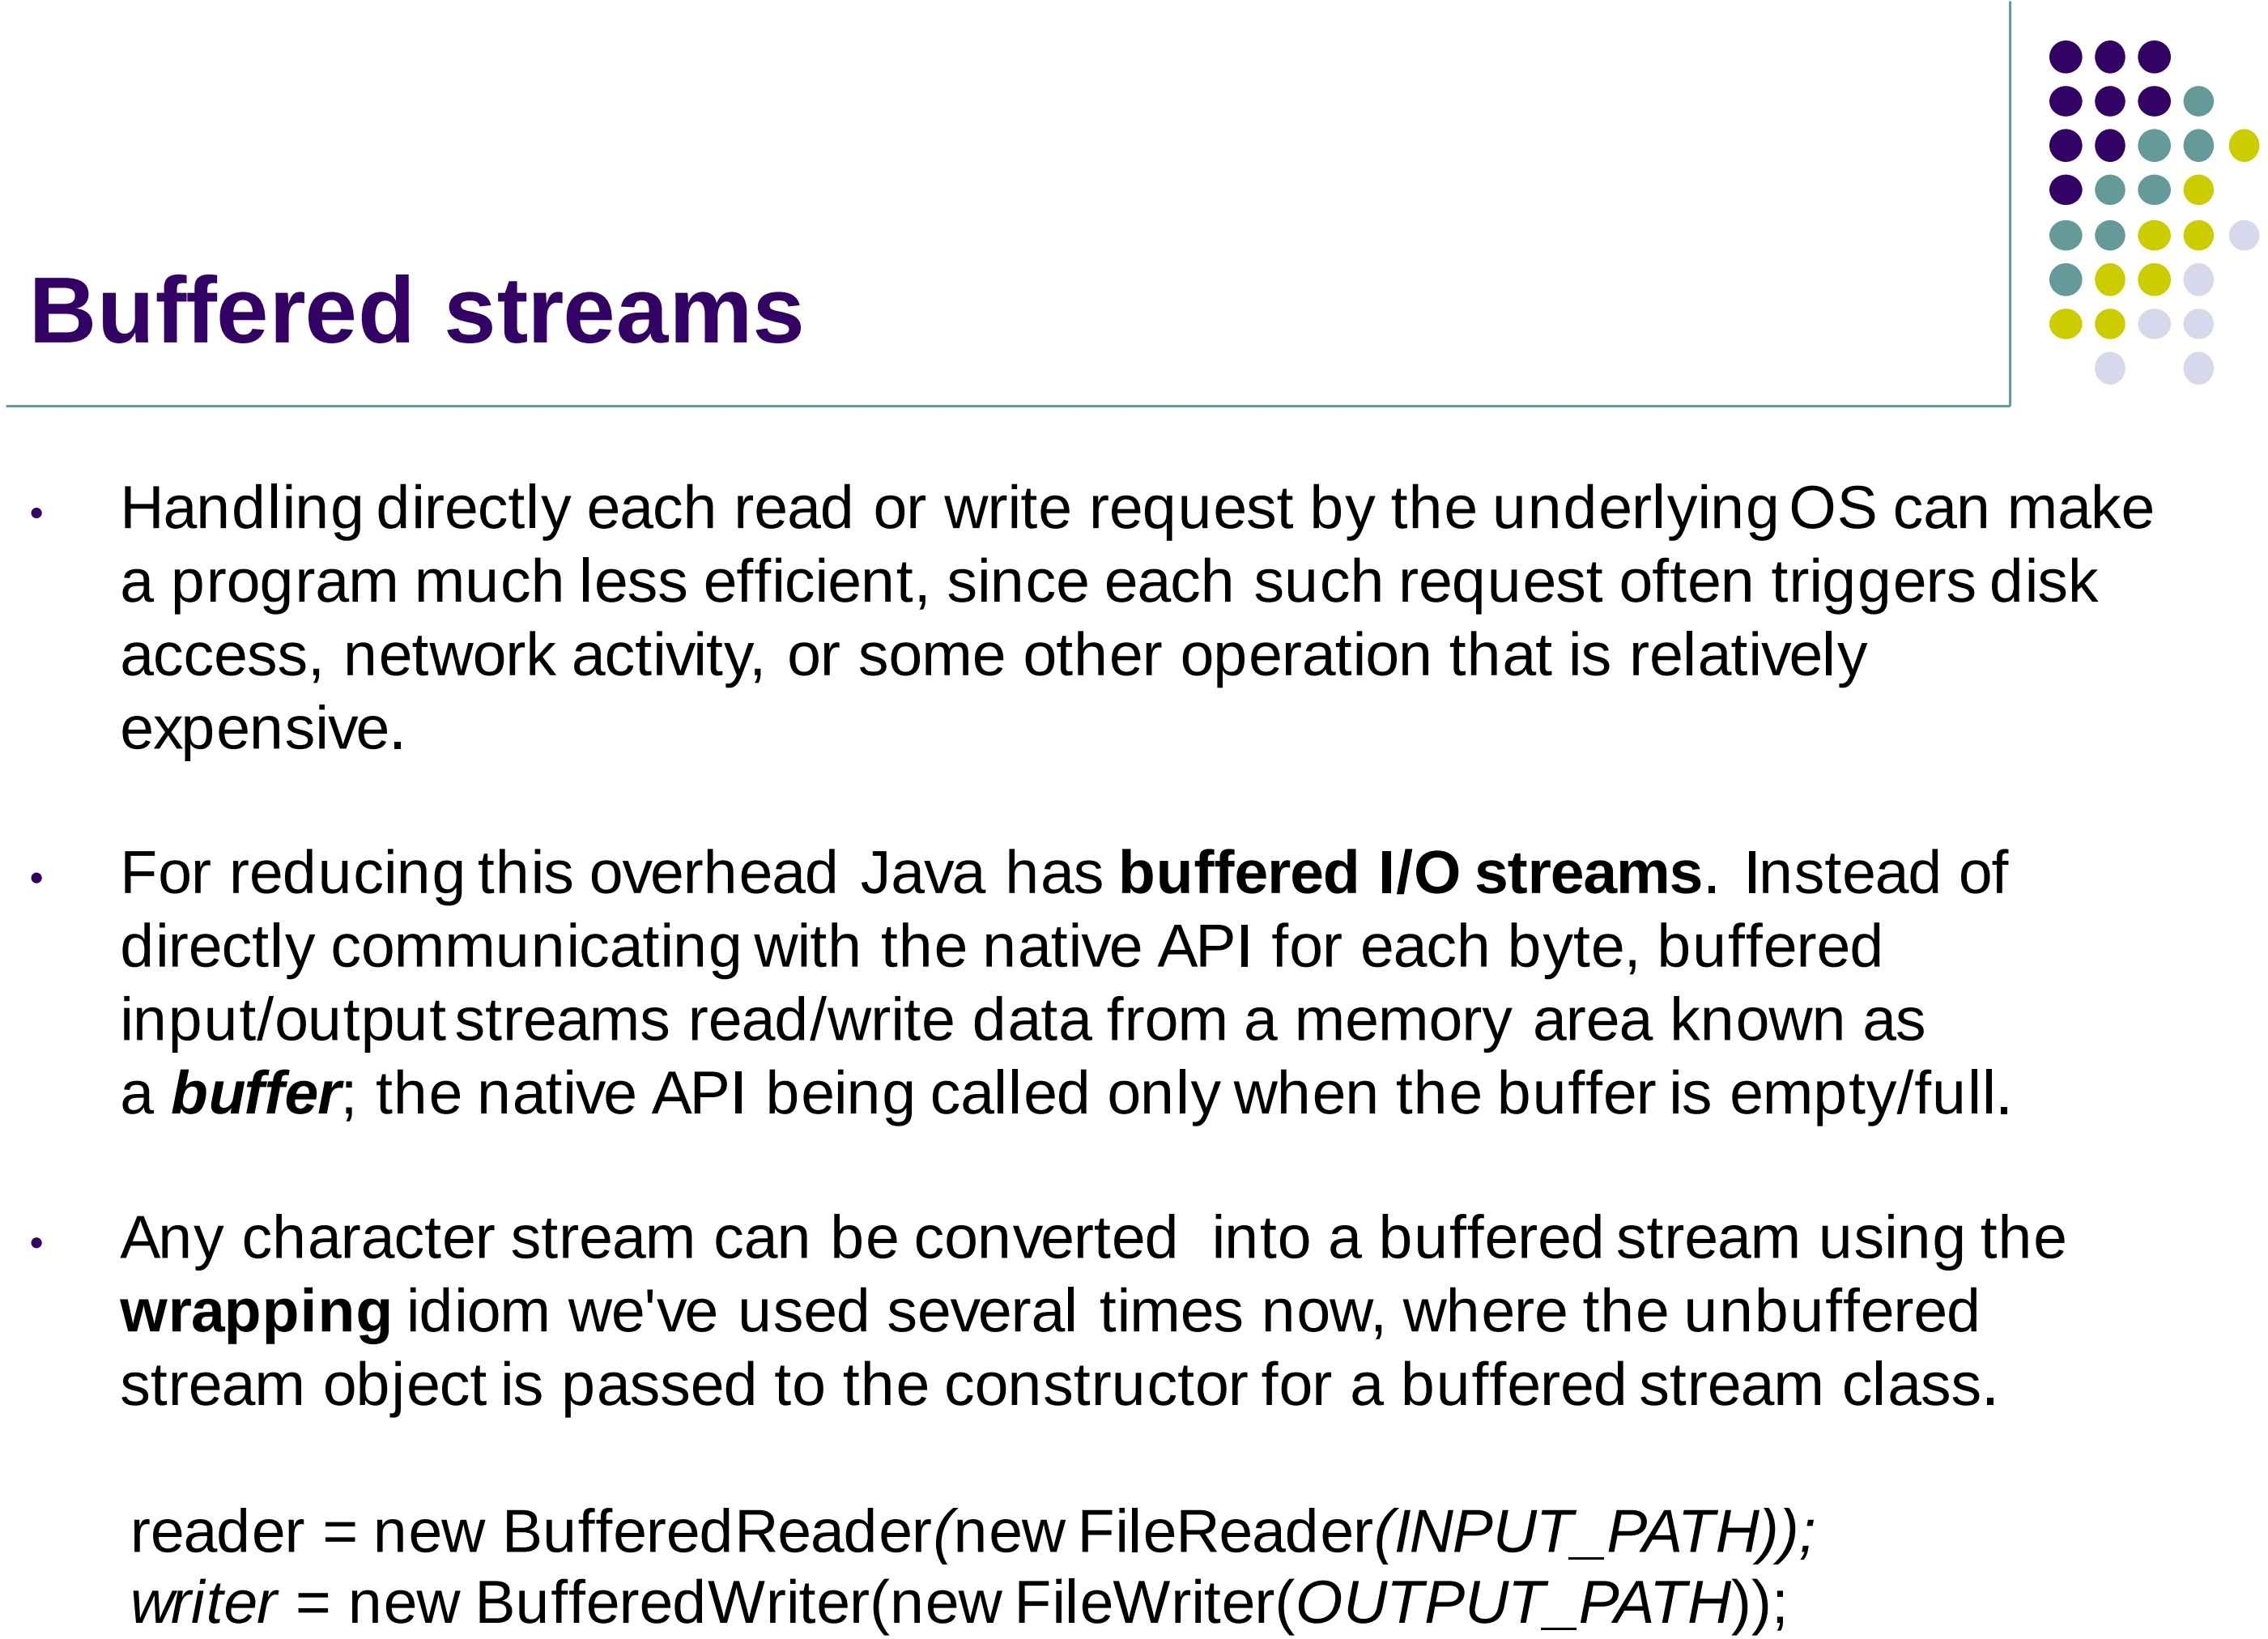 Buffered streams
• Handling directly each read or write request by the underlying OS can make
a program much less efficient, since each such request often triggers disk
access, network activity, or some other operation that is relatively
expensive.
• For reducing this overhead Java has buffered I/O streams. Instead of
directly communicating with the native API for each byte, buffered
input/output streams read/write data from a memory area known as
a buffer; the native API being called only when the buffer is empty/full.
• Any character stream can be converted into a buffered stream using the
wrapping idiom we've used several times now, where the unbuffered
stream object is passed to the constructor for a buffered stream class.
reader = new BufferedReader(new FileReader(INPUT_PATH));
writer = new BufferedWriter(new FileWriter(OUTPUT_PATH));